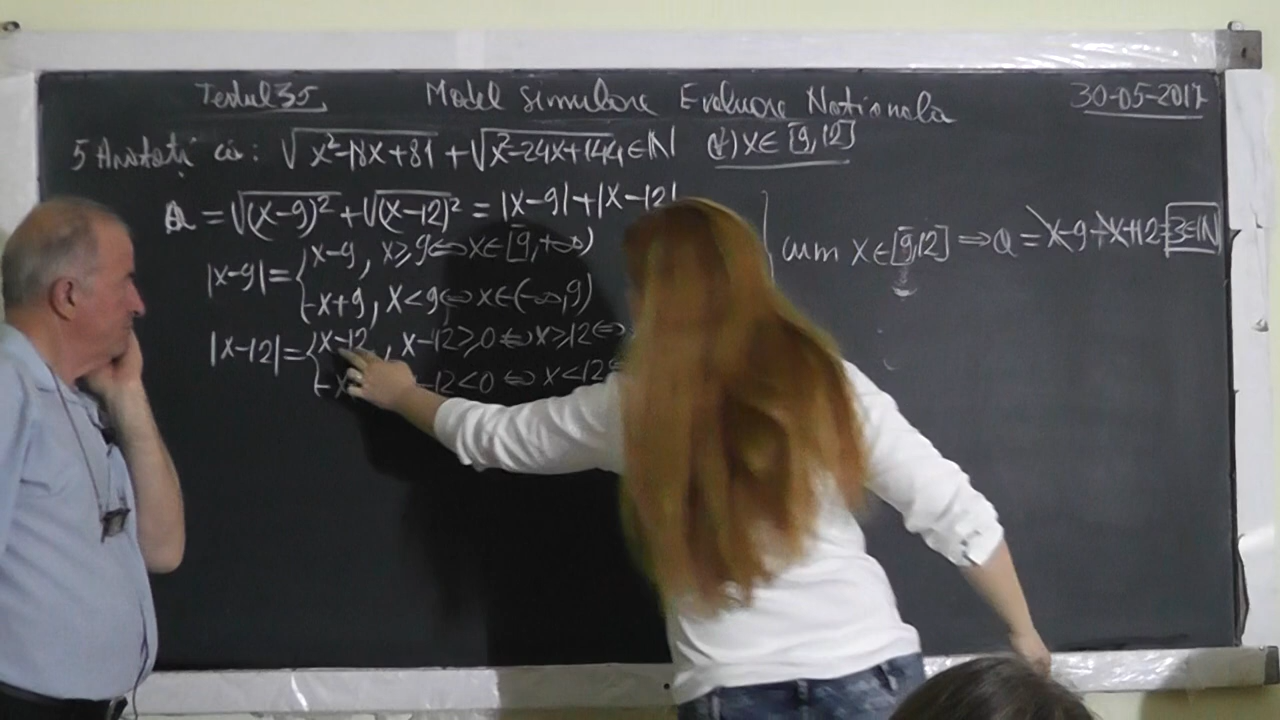 Testul 35 Model Simulare Evaluare Nationala 30-05-2017
5 Arătați că: √x²-18x+81 + √x²-24x+144 ∈ ℕ (∀) x∈[9,12]
a = √(x-9)² + √(x-12)² = |x-9|+|x-12|
|x-9| = { x-9, x≥9 ⇔ x∈[9,+∞)
-x+9, x<9 ⇔ x∈(-∞,9)
|x-12| = { x-12, x-12≥0 ⇔ x≥12 ⇔
-x -12<0 ⇔ x<12 ⇔
cum x∈[9,12] ⇒ a = x-9-x+12=3∈ℕ